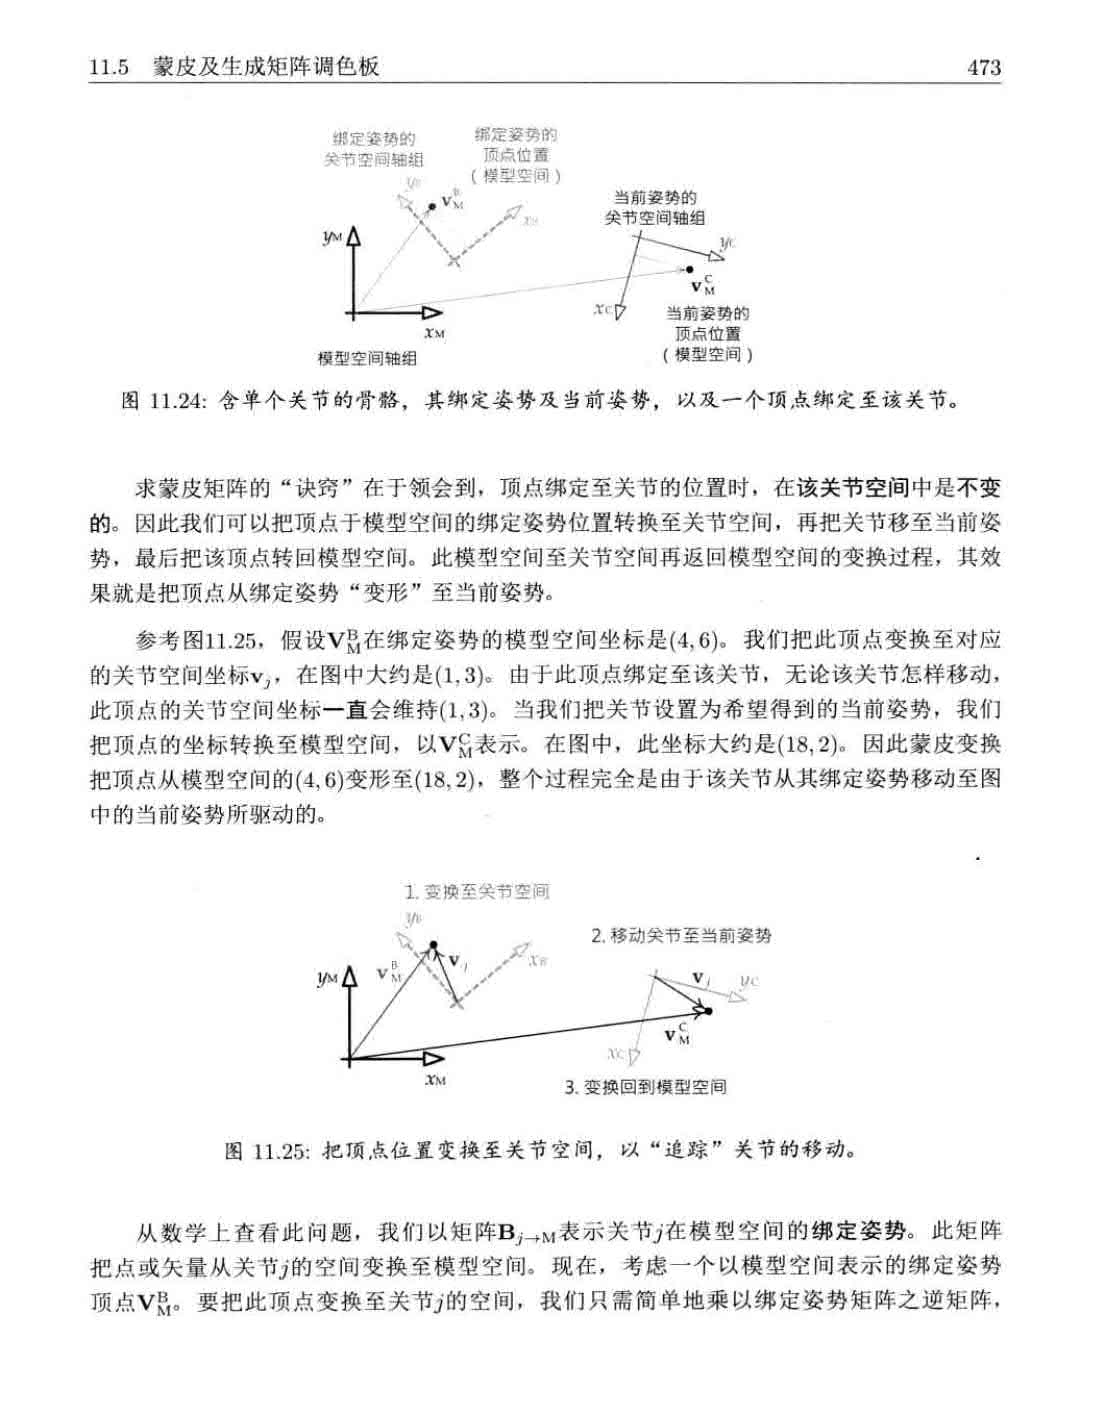 11.5 蒙皮及生成矩阵调色板 473
绑定姿势的
关节空间轴组
绑定姿势的
顶点位置
(模型空间)
y_B
v_M^B
x_B
y_M
x_M
模型空间轴组
当前姿势的
关节空间轴组
y_C
v_M^C
x_C
当前姿势的
顶点位置
(模型空间)
图 11.24: 含单个关节的骨骼，其绑定姿势及当前姿势，以及一个顶点绑定至该关节。
求蒙皮矩阵的“诀窍”在于领会到，顶点绑定至关节的位置时，在该关节空间中是不变
的。因此我们可以把顶点于模型空间的绑定姿势位置转换至关节空间，再把关节移至当前姿
势，最后把该顶点转回模型空间。此模型空间至关节空间再返回模型空间的变换过程，其效
果就是把顶点从绑定姿势“变形”至当前姿势。
参考图11.25，假设v_M^B在绑定姿势的模型空间坐标是(4, 6)。我们把此顶点变换至对应
的关节空间坐标v_j，在图中大约是(1, 3)。由于此顶点绑定至该关节，无论该关节怎样移动，
此顶点的关节空间坐标一直会维持(1, 3)。当我们把关节设置为希望得到的当前姿势，我们
把顶点的坐标转换至模型空间，以v_M^C表示。在图中，此坐标大约是(18, 2)。因此蒙皮变换
把顶点从模型空间的(4, 6)变形至(18, 2)，整个过程完全是由于该关节从其绑定姿势移动至图
中的当前姿势所驱动的。
1. 变换至关节空间
y_B
v_M^B
v_j
x_B
y_M
x_M
2. 移动关节至当前姿势
v_j
y_C
v_M^C
x_C
3. 变换回到模型空间
图 11.25: 把顶点位置变换至关节空间，以“追踪”关节的移动。
从数学上查看此问题，我们以矩阵B_{j→M}表示关节j在模型空间的绑定姿势。此矩阵
把点或矢量从关节j的空间变换至模型空间。现在，考虑一个以模型空间表示的绑定姿势
顶点v_M^B。要把此顶点变换至关节j的空间，我们只需简单地乘以绑定姿势矩阵之逆矩阵，